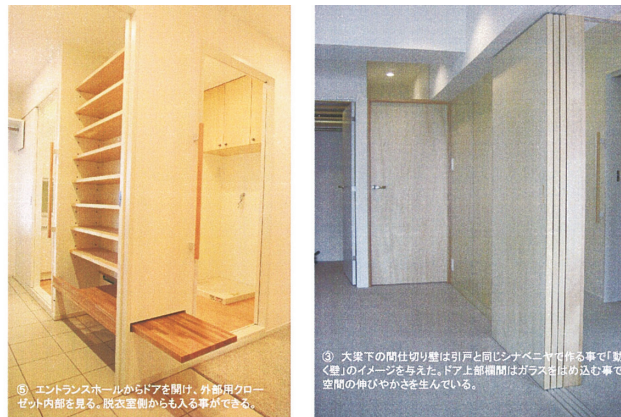 ⑤ エントランスホールからドアを開け、外部用クロー
ゼット内部を見る。脱衣室側からも入る事ができる。
③ 大梁下の間仕切り壁は引戸と同じシナベニヤで作る事で「動
く壁」のイメージを与えた。ドア上部欄間はガラスをはめ込む事で
空間の伸びやかさを生んでいる。